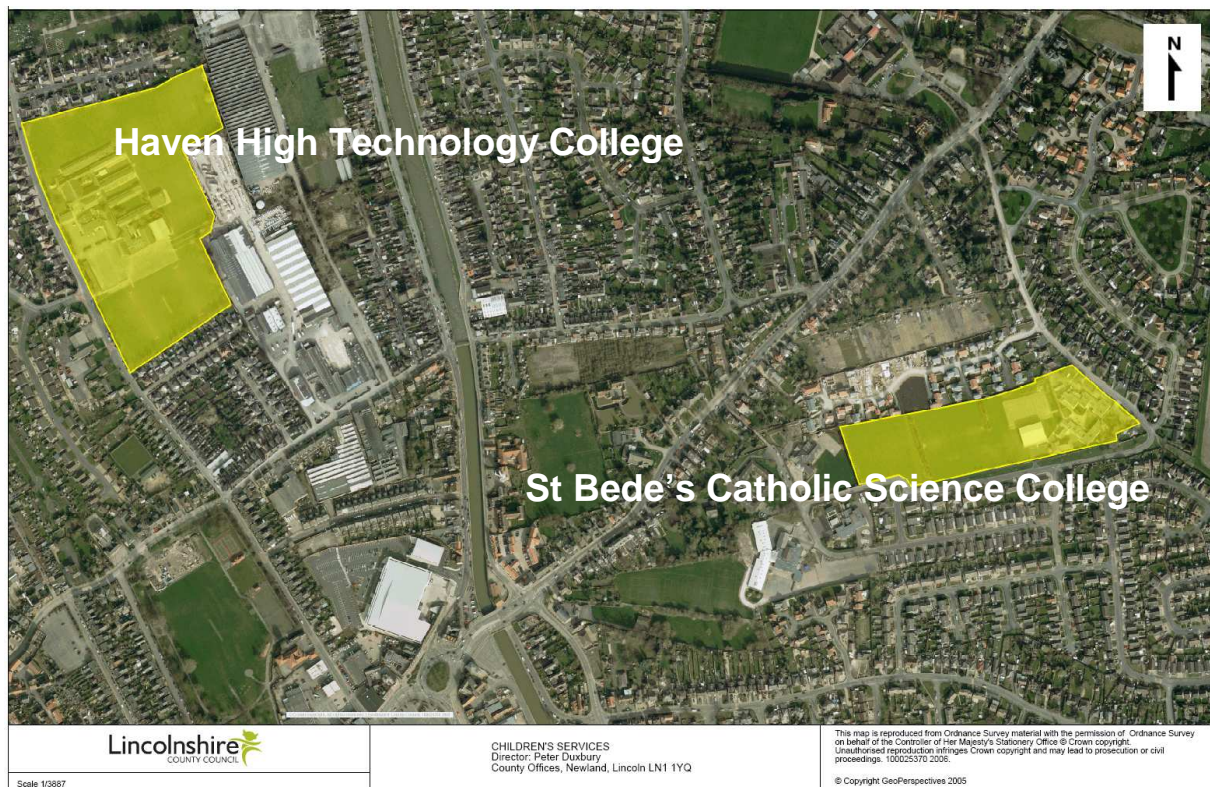 N
Haven High Technology College
St Bede's Catholic Science College
Lincolnshire
COUNTY COUNCIL
Scale 1/3887
CHILDREN'S SERVICES
Director: Peter Duxbury
County Offices, Newland, Lincoln LN1 1YQ
This map is reproduced from Ordnance Survey material with the permission of Ordnance Survey
on behalf of the Controller of Her Majesty's Stationery Office © Crown copyright.
Unauthorised reproduction infringes Crown copyright and may lead to prosecution or civil
proceedings. 100025370 2006.
© Copyright GeoPerspectives 2005